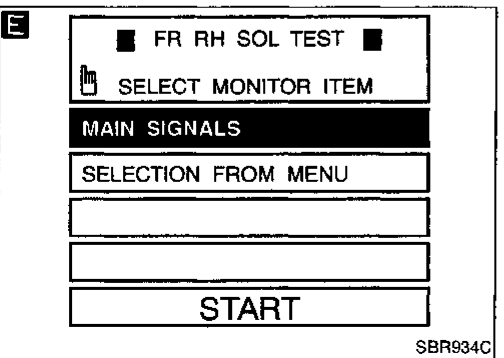 E
FR RH SOL TEST
SELECT MONITOR ITEM
MAIN SIGNALS
SELECTION FROM MENU
START
SBR934C